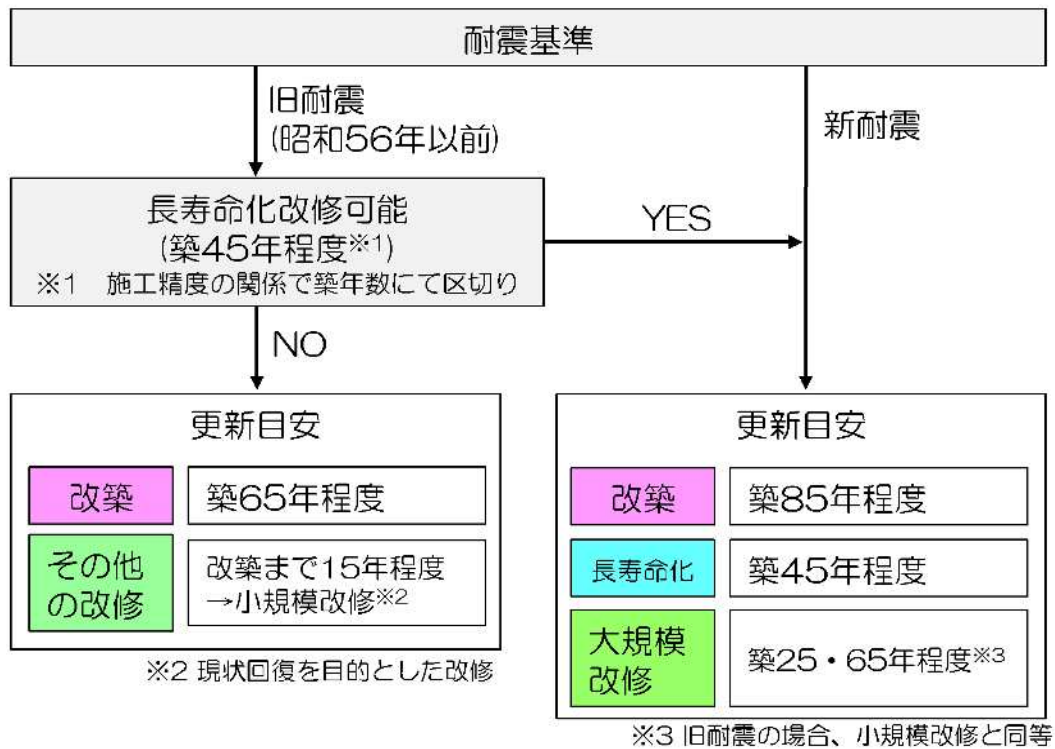 耐震基準
旧耐震
(昭和56年以前)
新耐震
長寿命化改修可能
(築45年程度※1)
※1 施工精度の関係で築年数にて区切り
YES
NO
更新目安
改築
築65年程度
その他
の改修
改築まで15年程度
→小規模改修※2
※2 現状回復を目的とした改修
更新目安
改築
築85年程度
長寿命化
築45年程度
大規模
改修
築25・65年程度※3
※3 旧耐震の場合、小規模改修と同等